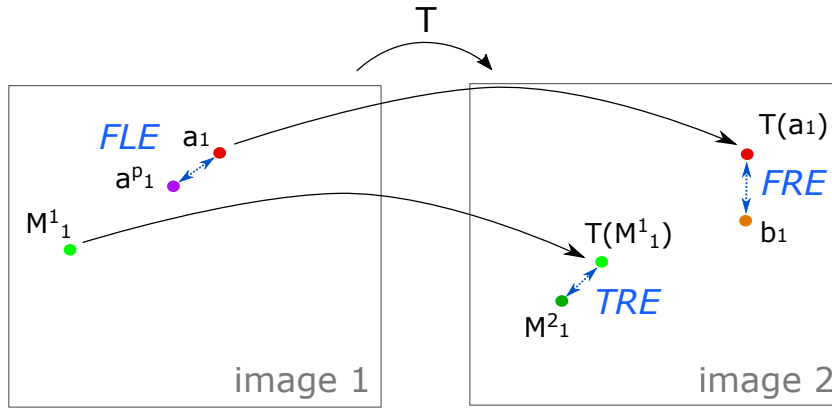 T
FLE
a₁
aᵖ₁
M¹₁
image 1
T(a₁)
FRE
b₁
T(M¹₁)
TRE
M²₁
image 2